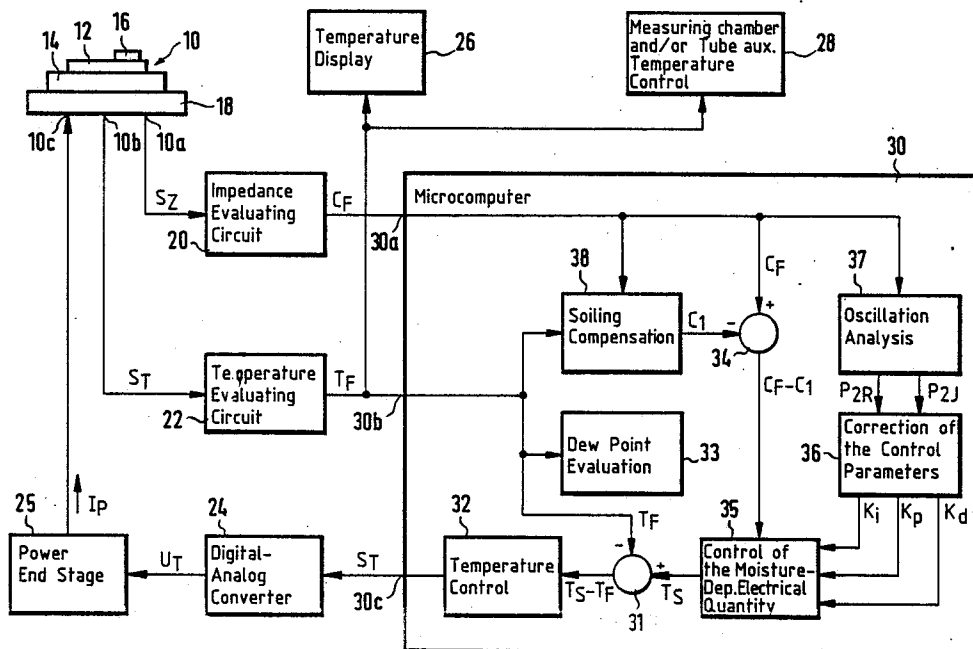 16
12
14
10
18
10c
10b
10a
Temperature
Display
26
Measuring chamber
and/or Tube aux.
Temperature
Control
28
30
Microcomputer
SZ
Impedance
Evaluating
Circuit
20
CF
30a
38
Soiling
Compensation
C1
CF
+
-
34
CF-C1
37
Oscillation
Analysis
P2R
P2J
ST
Temperature
Evaluating
Circuit
22
TF
30b
Dew Point
Evaluation
33
36
Correction of
the Control
Parameters
Ki
Kp
Kd
25
Power
End Stage
IP
UT
24
Digital-
Analog
Converter
ST
30c
32
Temperature
Control
TS-TF
TF
-
+
31
TS
35
Control of
the Moisture-
Dep.Electrical
Quantity